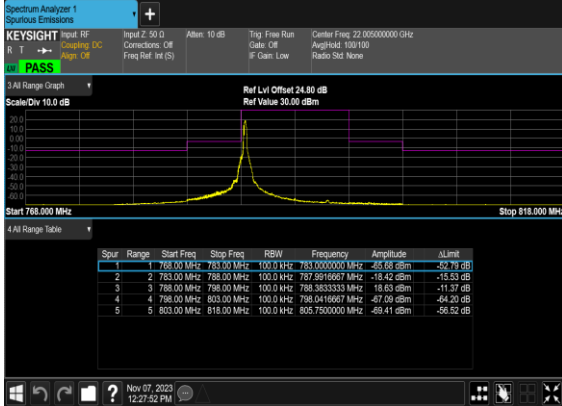 Spectrum Analyzer 1
Spurious Emissions
+
KEYSIGHT Input: RF Input Z: 50 Ω Atten: 10 dB Trig: Free Run Center Freq: 22.005000000 GHz
R T Coupling: DC Corrections: Off Gate: Off Avg|Hold: 100/100
Align: Off Freq Ref: Int (S) IF Gain: Low Radio Std: None
PASS
3 All Range Graph
Ref Lvl Offset 24.80 dB
Scale/Div 10.0 dB Ref Value 30.00 dBm
20.0
10.0
0.00
-10.0
-20.0
-30.0
-40.0
-50.0
-60.0
Start 768.000 MHz Stop 818.000 MHz
4 All Range Table
Spur Range Start Freq Stop Freq RBW Frequency Amplitude ΔLimit
1 1 768.00 MHz 783.00 MHz 100.0 kHz 783.0000000 MHz -65.68 dBm -52.79 dB
2 2 783.00 MHz 788.00 MHz 100.0 kHz 787.9916667 MHz -18.42 dBm -15.53 dB
3 3 788.00 MHz 798.00 MHz 100.0 kHz 788.3833333 MHz 18.63 dBm -11.37 dB
4 4 798.00 MHz 803.00 MHz 100.0 kHz 798.0416667 MHz -67.09 dBm -64.20 dB
5 5 803.00 MHz 818.00 MHz 100.0 kHz 805.7500000 MHz -69.41 dBm -56.52 dB
?
Nov 07, 2023
12:27:52 PM